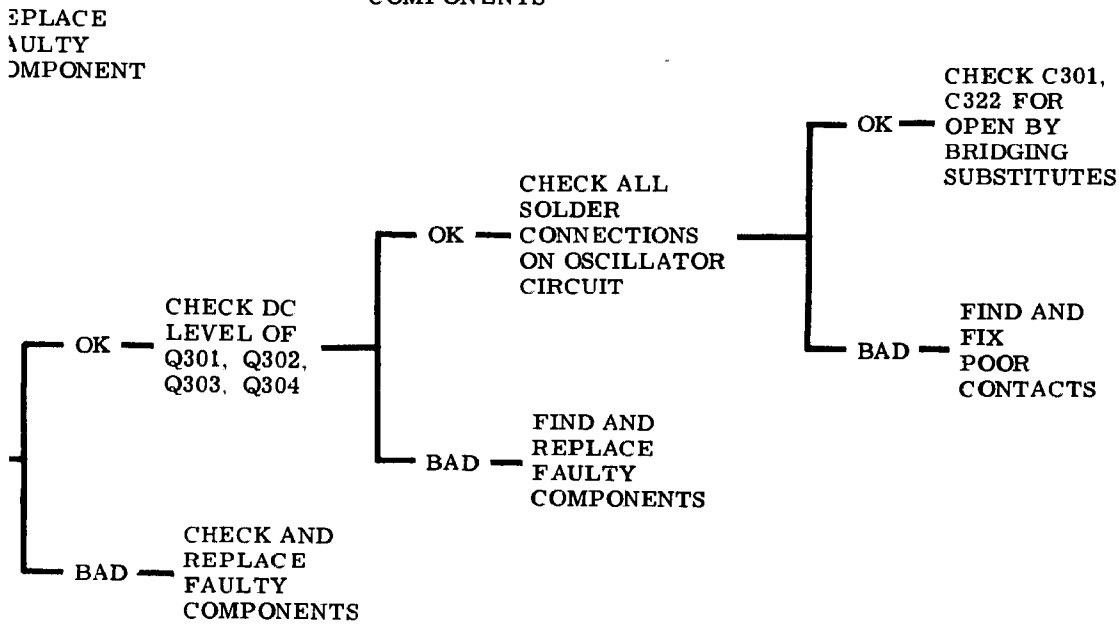 COMPONENTS
EPLACE
AULTY
OMPONENT
CHECK C301,
C322 FOR
OK OPEN BY
BRIDGING
SUBSTITUTES
CHECK ALL
SOLDER
OK CONNECTIONS
ON OSCILLATOR
CIRCUIT
CHECK DC
LEVEL OF
OK Q301, Q302,
Q303, Q304
FIND AND
BAD FIX
POOR
CONTACTS
FIND AND
REPLACE
BAD FAULTY
COMPONENTS
CHECK AND
REPLACE
BAD FAULTY
COMPONENTS